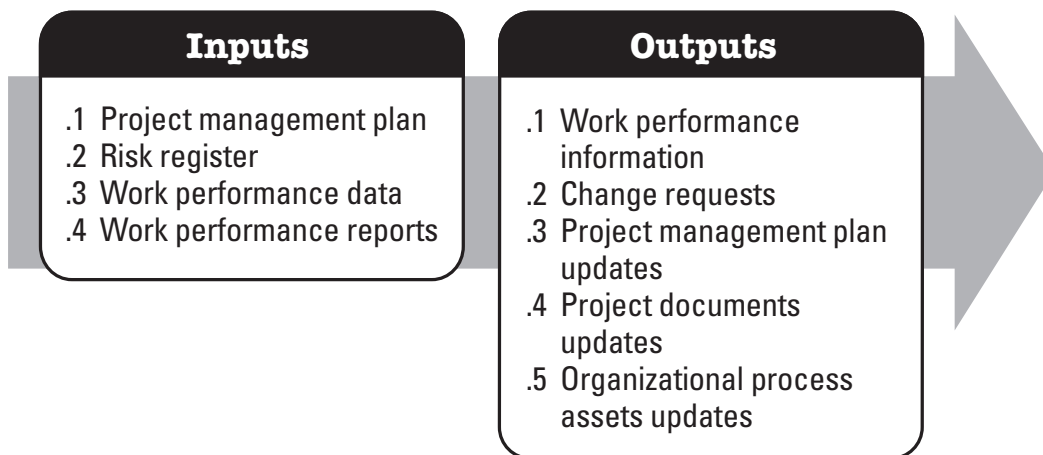 Inputs
.1 Project management plan
.2 Risk register
.3 Work performance data
.4 Work performance reports
Outputs
.1 Work performance
information
.2 Change requests
.3 Project management plan
updates
.4 Project documents
updates
.5 Organizational process
assets updates